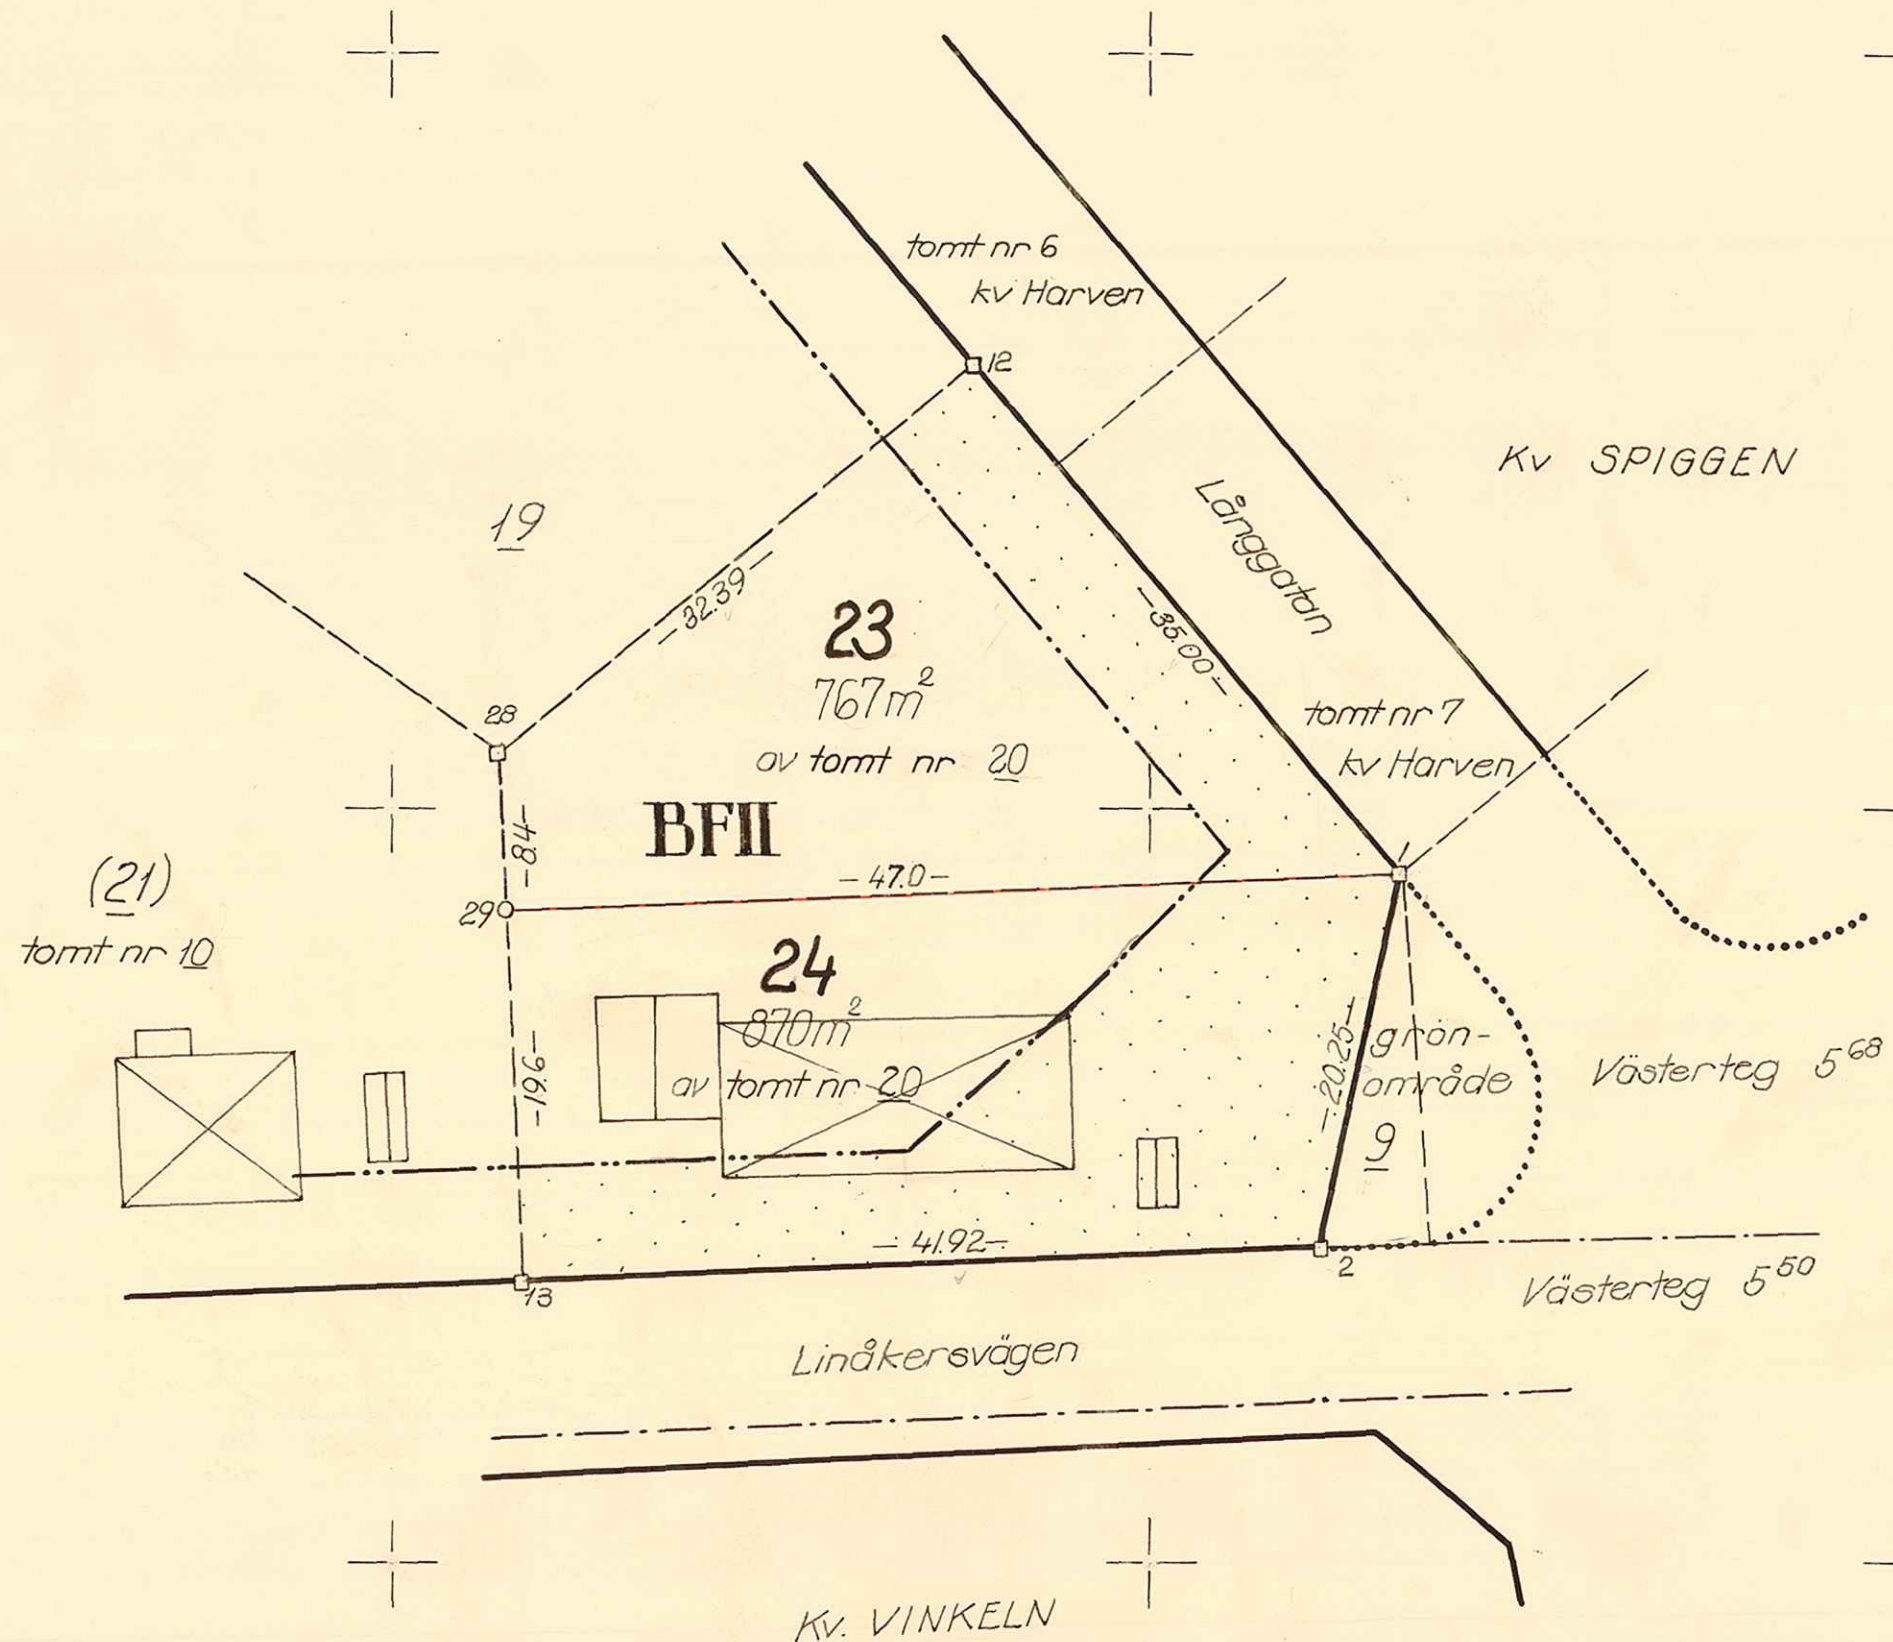 tomt nr 6
kv Harven
12
Kv SPIGGEN
Långgatan
19
-32.39-
23
767m²
av tomt nr 20
-35.00-
tomt nr 7
kv Harven
28
-8.4-
BFII
1
-47.0-
29
(21)
tomt nr 10
24
870m²
av tomt nr 20
-19.6-
-20.25-
grön-
område
9
Västerteg 5⁶⁸
-41.92-
13
2
Västerteg 5⁵⁰
Linåkersvägen
Kv. VINKELN